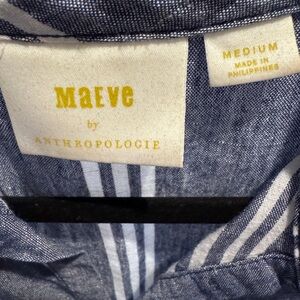 MaEve
by
ANTHROPOLOGIE
MEDIUM
MADE IN
PHILIPPINES